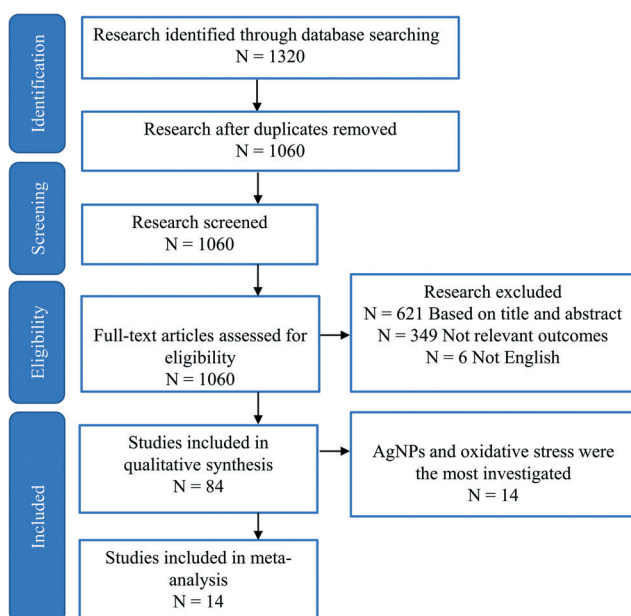 Identification
Research identified through database searching
N = 1320
Research after duplicates removed
N = 1060
Screening
Research screened
N = 1060
Eligibility
Full-text articles assessed for
eligibility
N = 1060
Research excluded
N = 621 Based on title and abstract
N = 349 Not relevant outcomes
N = 6 Not English
Included
Studies included in
qualitative synthesis
N = 84
AgNPs and oxidative stress were
the most investigated
N = 14
Studies included in meta-
analysis
N = 14